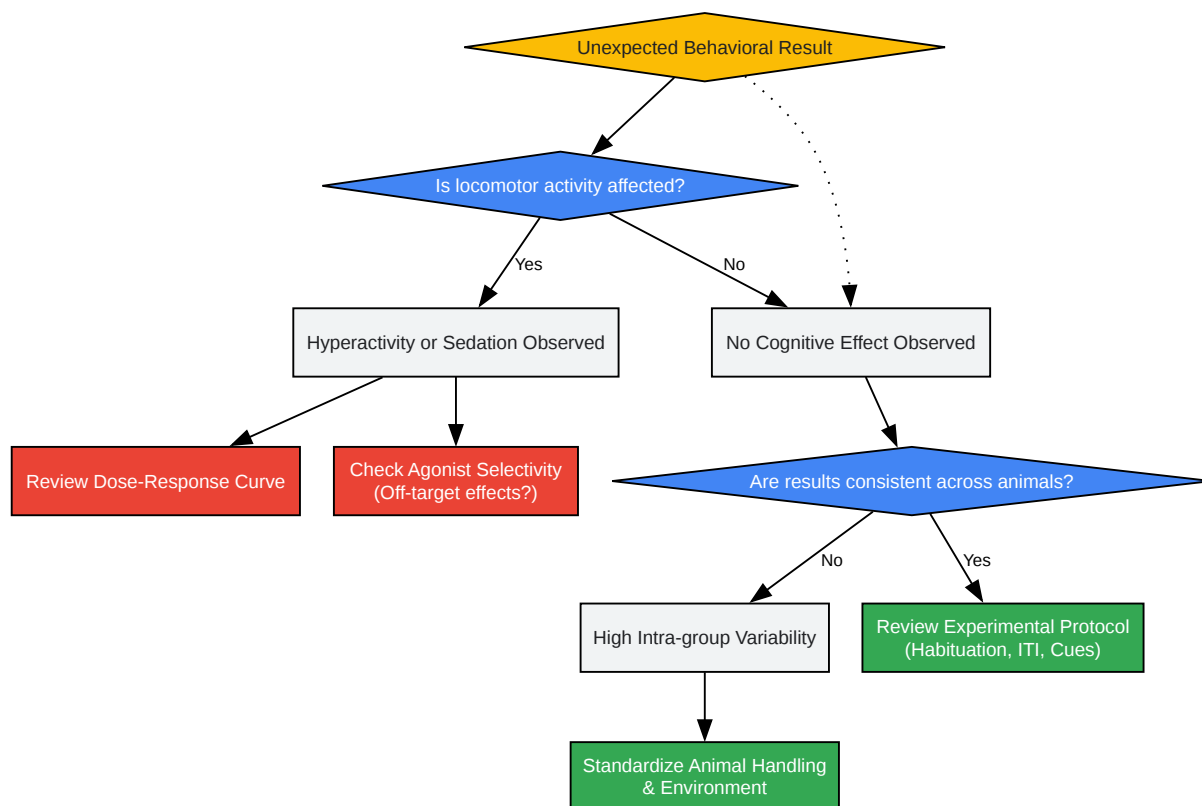 Unexpected Behavioral Result
Is locomotor activity affected?
Yes
No
Hyperactivity or Sedation Observed
No Cognitive Effect Observed
Review Dose-Response Curve
Check Agonist Selectivity
(Off-target effects?)
Are results consistent across animals?
No
Yes
High Intra-group Variability
Review Experimental Protocol
(Habituation, ITI, Cues)
Standardize Animal Handling
& Environment